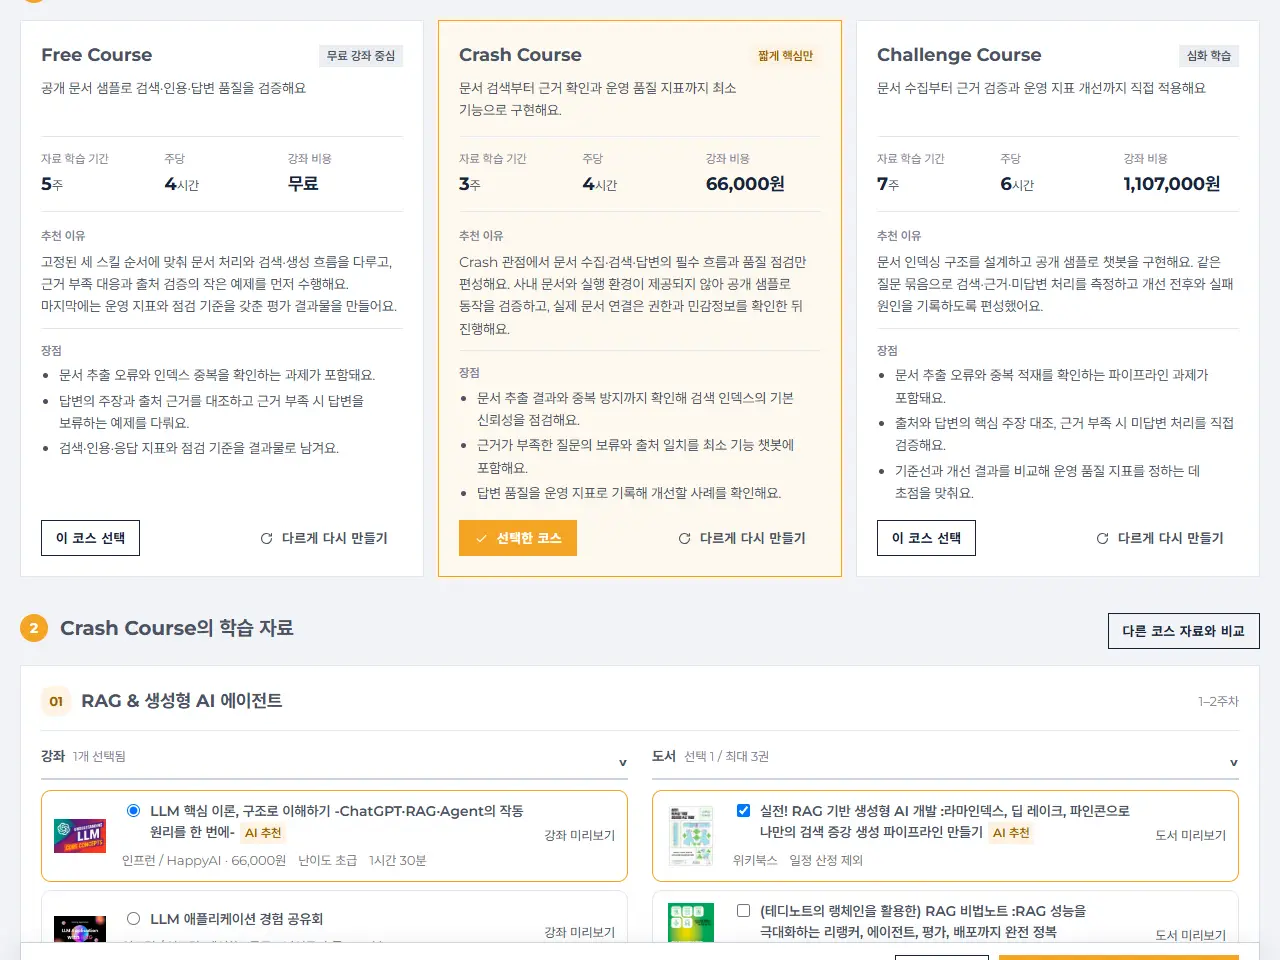 Free Course
무료 강좌 중심
공개 문서 샘플로 검색·인용·답변 품질을 검증해요
자료 학습 기간
주당
강좌 비용
5주
4시간
무료
추천 이유
고정된 세 스킬 순서에 맞춰 문서 처리와 검색·생성 흐름을 다루고,
근거 부족 대응과 출처 검증의 작은 예제를 먼저 수행해요.
마지막에는 운영 지표와 점검 기준을 갖춘 평가 결과물을 만들어요.
장점
• 문서 추출 오류와 인덱스 중복을 확인하는 과제가 포함돼요.
• 답변의 주장과 출처 근거를 대조하고 근거 부족 시 답변을
보류하는 예제를 다뤄요.
• 검색·인용·응답 지표와 점검 기준을 결과물로 남겨요.
이 코스 선택
다르게 다시 만들기
Crash Course
짧게 핵심만
문서 검색부터 근거 확인과 운영 품질 지표까지 최소
기능으로 구현해요.
자료 학습 기간
주당
강좌 비용
3주
4시간
66,000원
추천 이유
Crash 관점에서 문서 수집·검색·답변의 필수 흐름과 품질 점검만
편성해요. 사내 문서와 실행 환경이 제공되지 않아 공개 샘플로
동작을 검증하고, 실제 문서 연결은 권한과 민감정보를 확인한 뒤
진행해요.
장점
• 문서 추출 결과와 중복 방지까지 확인해 검색 인덱스의 기본
신뢰성을 점검해요.
• 근거가 부족한 질문의 보류와 출처 일치를 최소 기능 챗봇에
포함해요.
• 답변 품질을 운영 지표로 기록해 개선할 사례를 확인해요.
선택한 코스
다르게 다시 만들기
Challenge Course
심화 학습
문서 수집부터 근거 검증과 운영 지표 개선까지 직접 적용해요
자료 학습 기간
주당
강좌 비용
7주
6시간
1,107,000원
추천 이유
문서 인덱싱 구조를 설계하고 공개 샘플로 챗봇을 구현해요. 같은
질문 묶음으로 검색·근거·미답변 처리를 측정하고 개선 전후와 실패
원인을 기록하도록 편성했어요.
장점
• 문서 추출 오류와 중복 적재를 확인하는 파이프라인 과제가
포함돼요.
• 출처와 답변의 핵심 주장 대조, 근거 부족 시 미답변 처리를 직접
검증해요.
• 기준선과 개선 결과를 비교해 운영 품질 지표를 정하는 데
초점을 맞춰요.
이 코스 선택
다르게 다시 만들기
2
Crash Course의 학습 자료
다른 코스 자료와 비교
01
RAG & 생성형 AI 에이전트
1–2주차
강좌 1개 선택됨
도서 선택 1 / 최대 3권
LLM
LLM 핵심 이론, 구조로 이해하기 -ChatGPT·RAG·Agent의 작동
원리를 한 번에- AI 추천
인프런 / HappyAI · 66,000원 난이도 초급 1시간 30분
강좌 미리보기
실전! RAG 기반 생성형 AI 개발 :라마인덱스, 딥 레이크, 파인콘으로
나만의 검색 증강 생성 파이프라인 만들기 AI 추천
위키북스 일정 산정 제외
도서 미리보기
LLM 애플리케이션 경험 공유회
강좌 미리보기
(테디노트의 랭체인을 활용한) RAG 비법노트 :RAG 성능을
극대화하는 리랭커, 에이전트, 평가, 배포까지 완전 정복
도서 미리보기